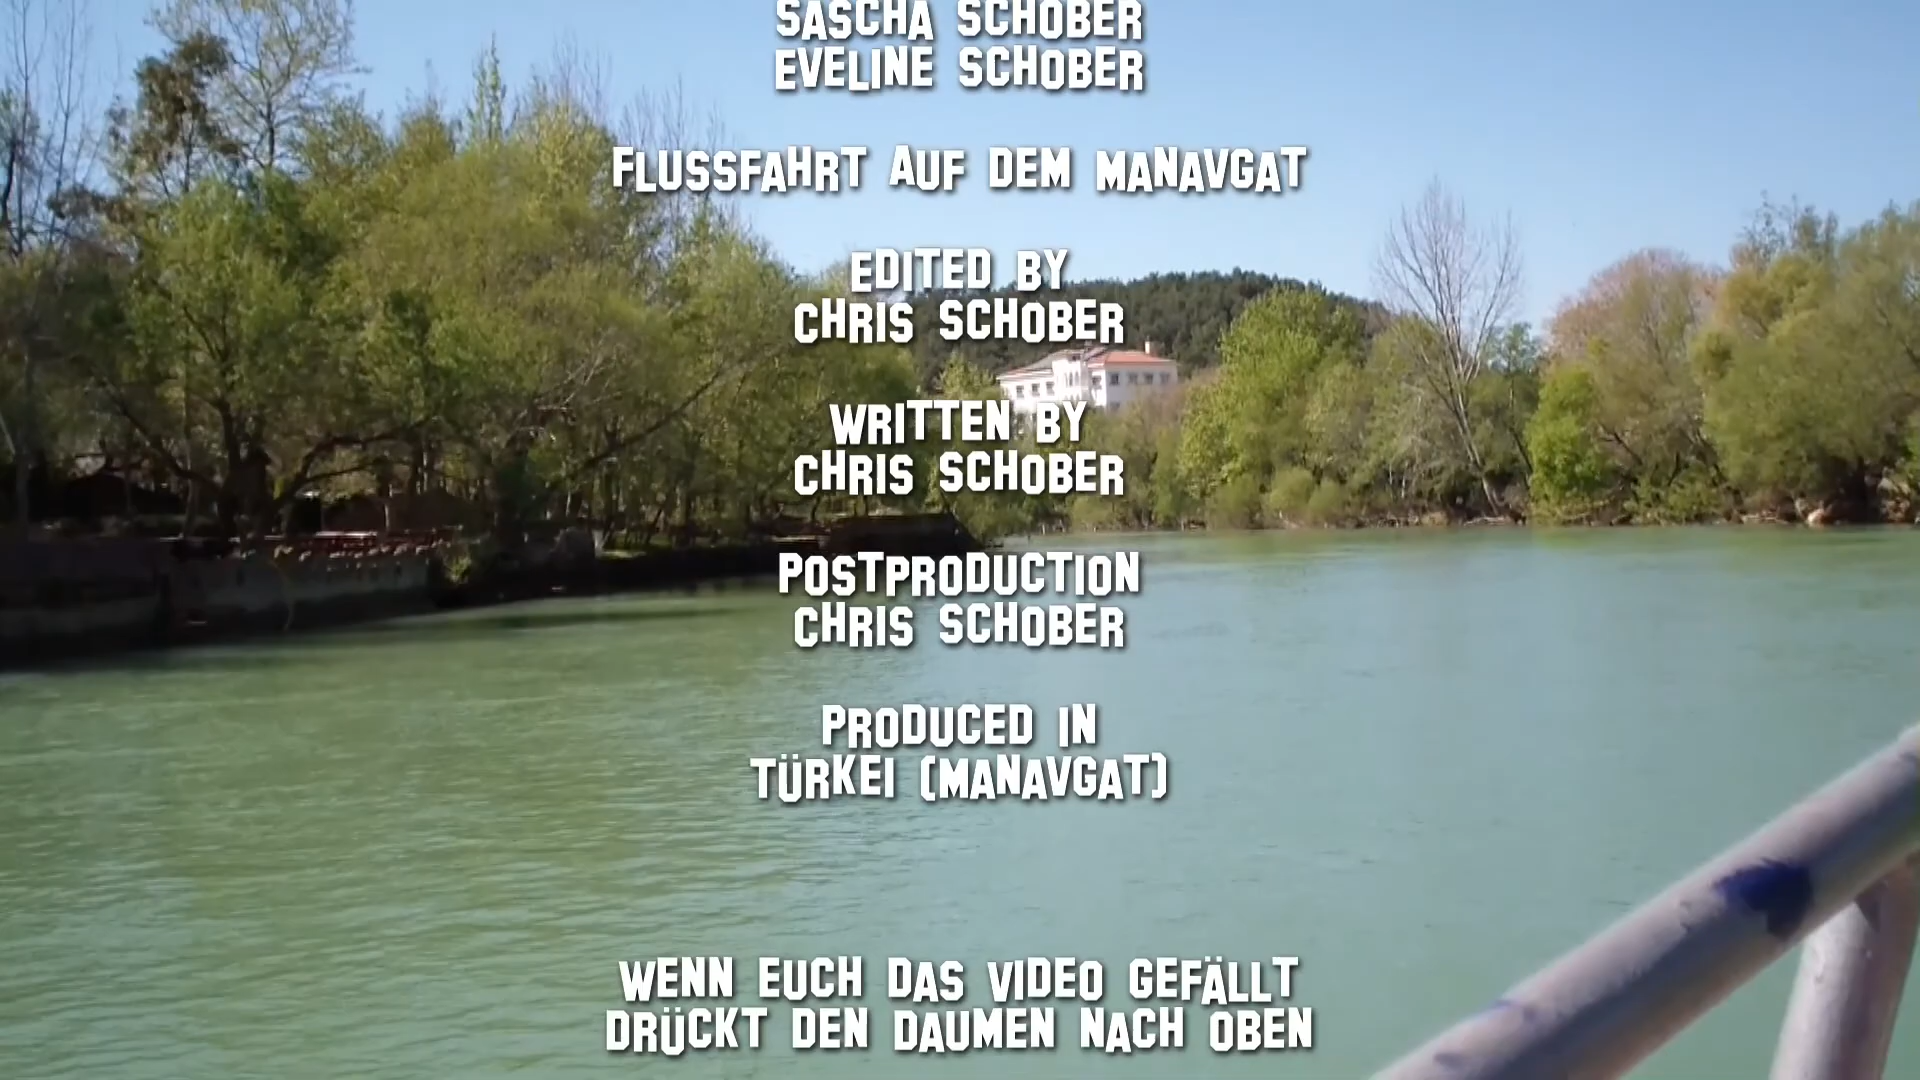 SASCHA SCHOBER
EVELINE SCHOBER
FLUSSFAHRT AUF DEM MANAVGAT
EDITED BY
CHRIS SCHOBER
WRITTEN BY
CHRIS SCHOBER
POSTPRODUCTION
CHRIS SCHOBER
PRODUCED IN
TÜRKEI (MANAVGAT)
WENN EUCH DAS VIDEO GEFÄLLT
DRÜCKT DEN DAUMEN NACH OBEN